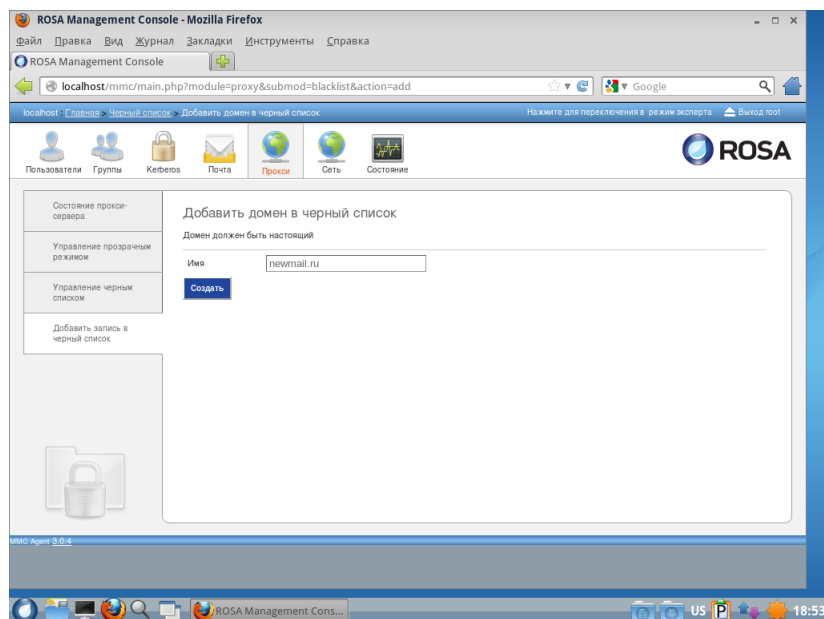 ROSA Management Console - Mozilla Firefox
Файл Правка Вид Журнал Закладки Инструменты Справка
ROSA Management Console
localhost/mmc/main.php?module=proxy&submod=blacklist&action=add
Google
localhost : Главная > Черный список > Добавить домен в черный список
Нажмите для переключения в режим эксперта
Выход root
Пользователи
Группы
Kerberos
Почта
Прокси
Сеть
Состояние
ROSA
Состояние прокси-
сервера
Управление прозрачным
режимом
Управление черным
списком
Добавить запись в
черный список
Добавить домен в черный список
Домен должен быть настоящий
Имя
newmail.ru
Создать
MMC Agent 3.0.4
ROSA Management Cons...
US
P
18:53